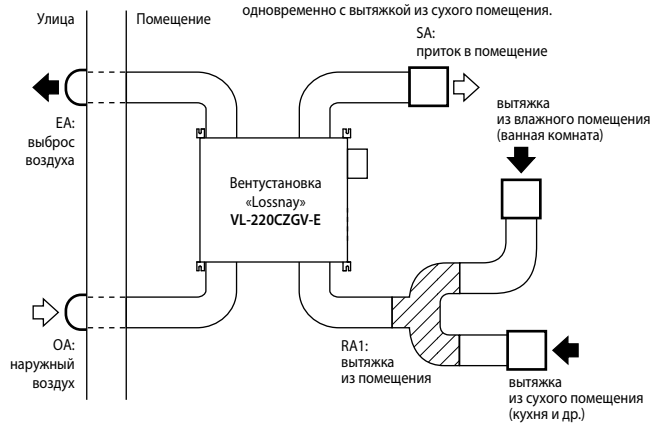 одновременно с вытяжкой из сухого помещения.
Улица
Помещение
SA:
приток в помещение
EA:
выброс
воздуха
вытяжка
из влажного помещения
(ванная комната)
Вентустановка
«Lossnay»
VL-220CZGV-E
OA:
наружный
воздух
RA1:
вытяжка
из помещения
вытяжка
из сухого помещения
(кухня и др.)